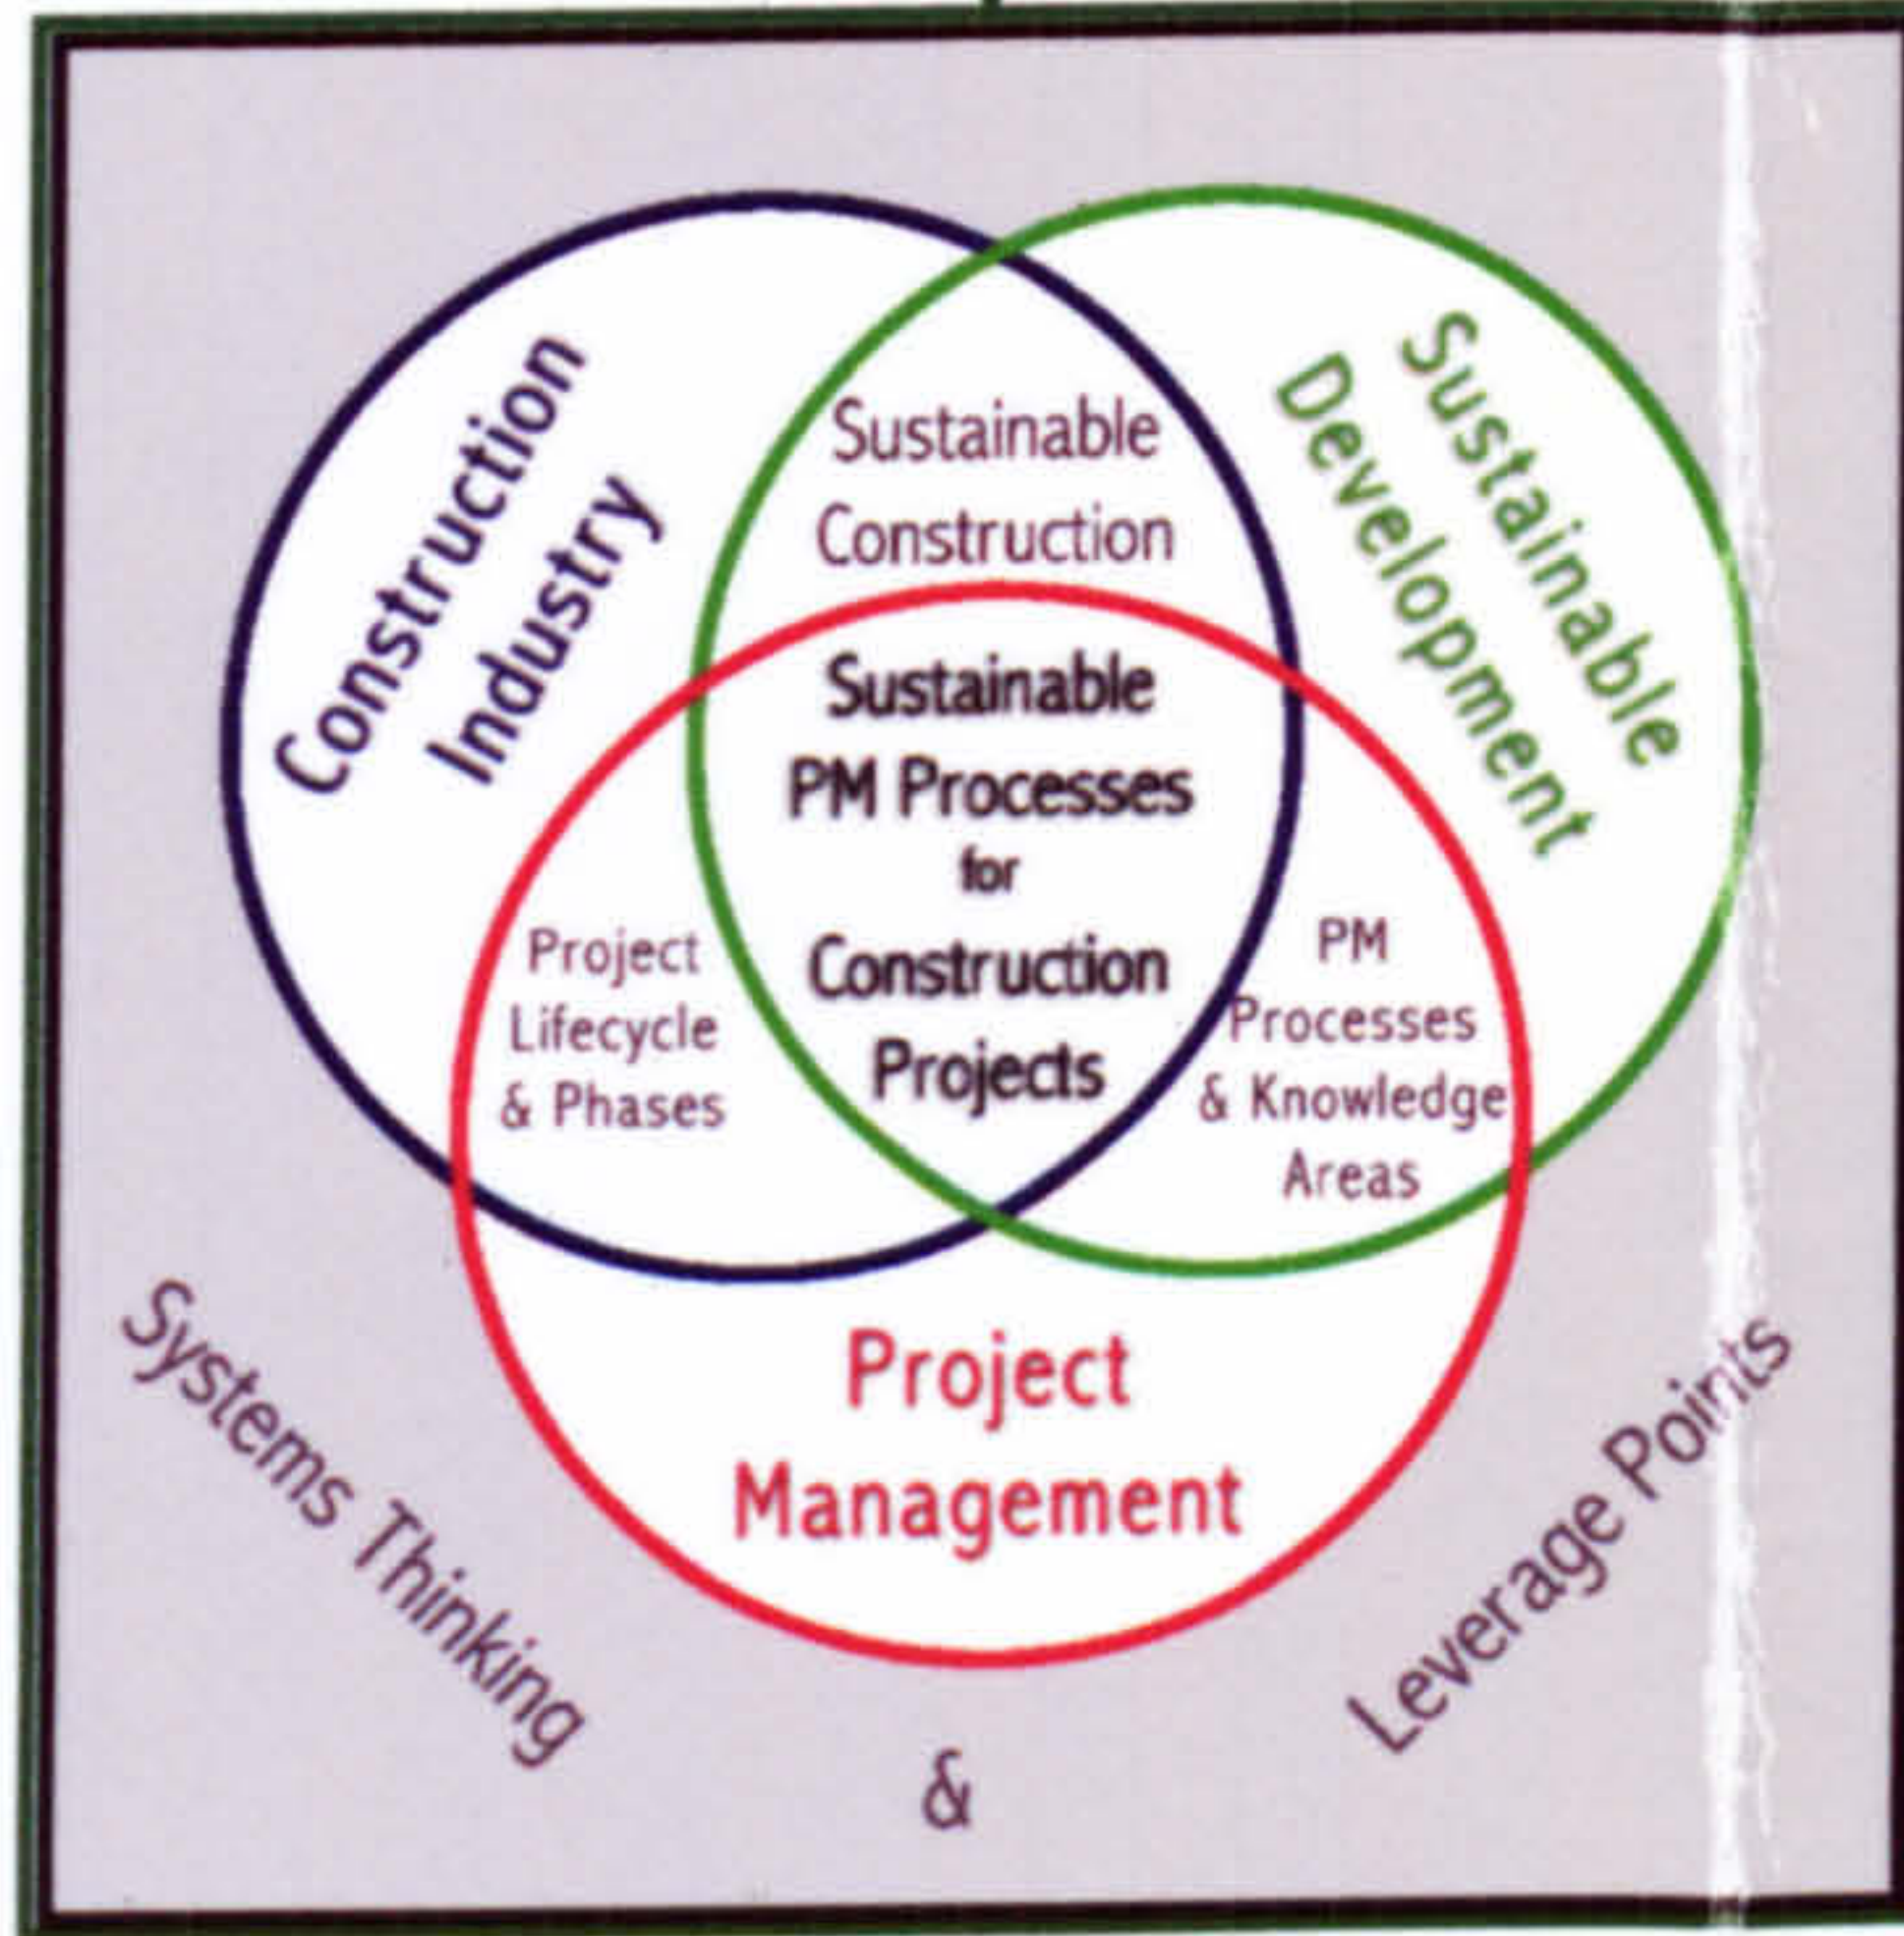 Construction
Industry
Sustainable
Development
Sustainable
Construction
Sustainable
PM Processes
for
Construction
Projects
Project
Lifecycle
& Phases
PM
Processes
& Knowledge
Areas
Project
Management
Systems Thinking
&
Leverage Points